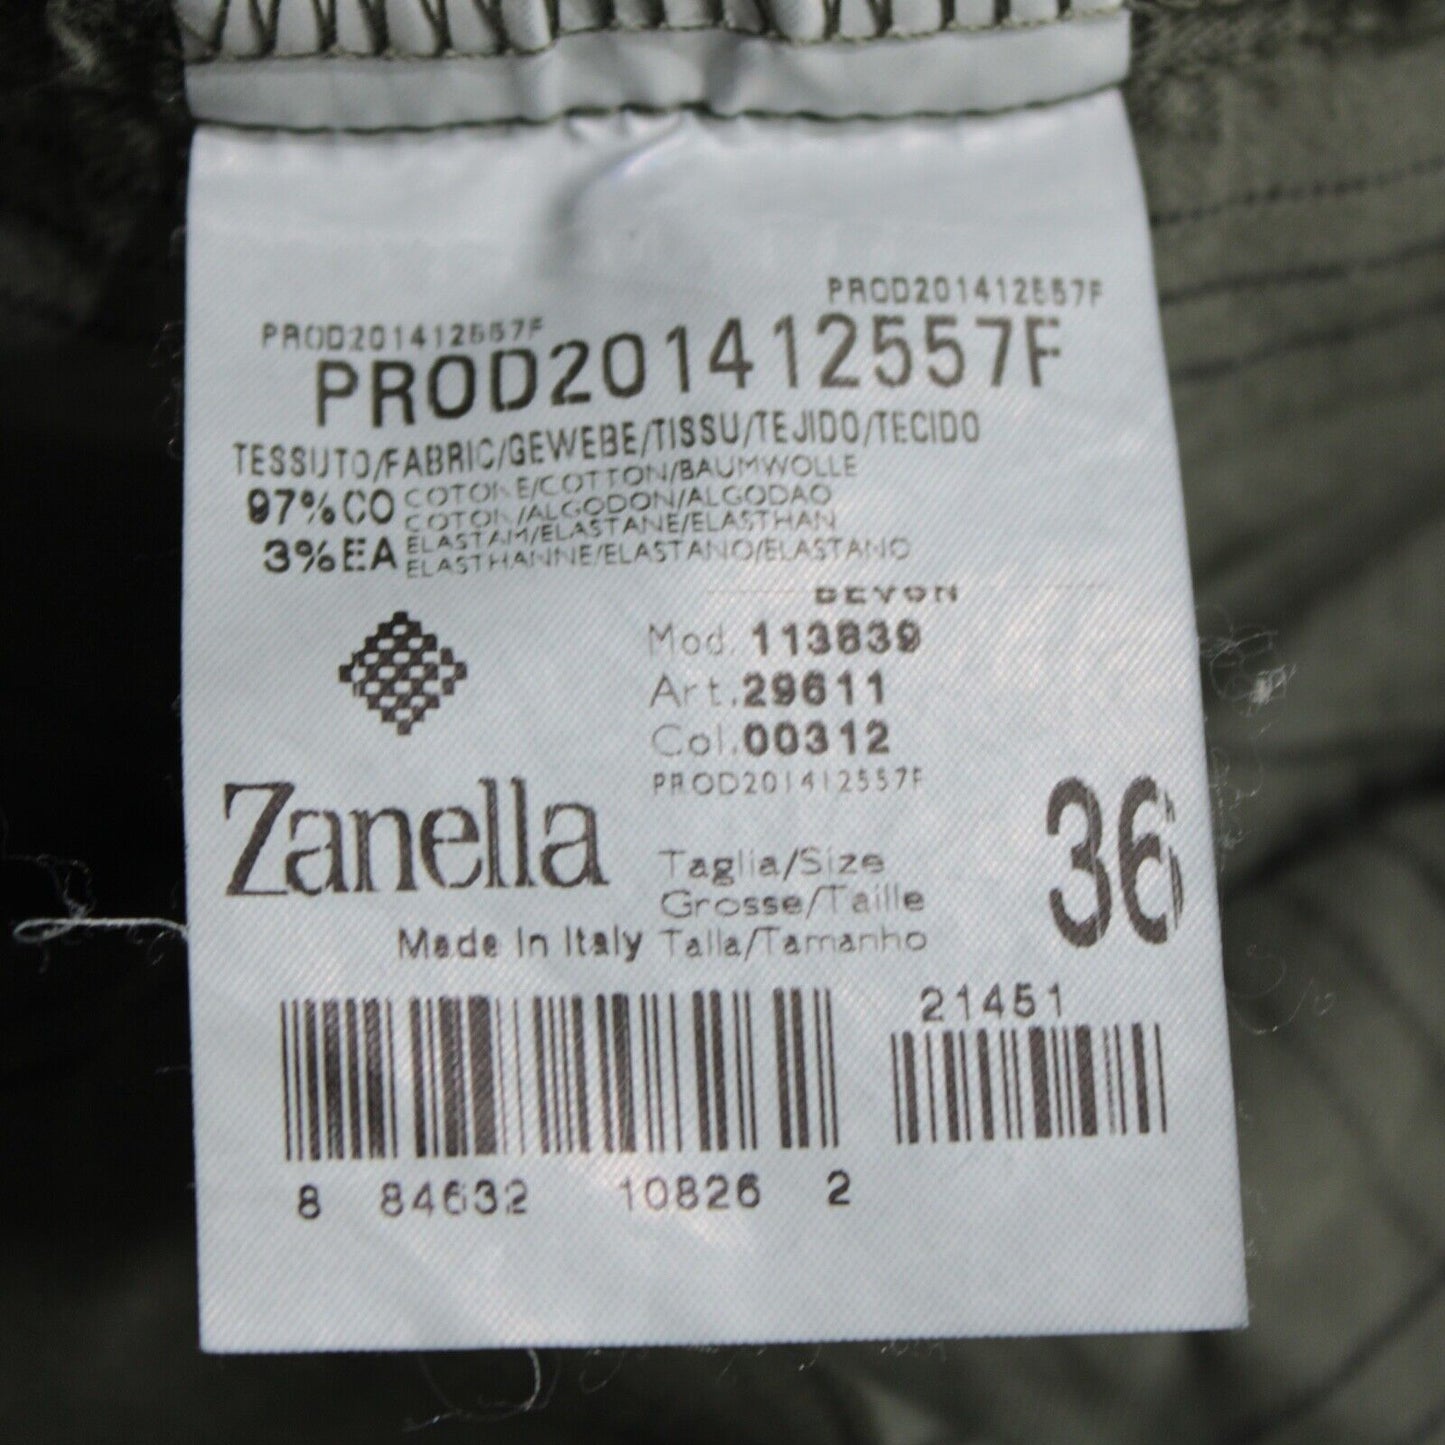 PROD201412557F
PROD201412557F
PROD201412557F
TESSUTO/FABRIC/GEWEBE/TISSU/TEJIDO/TECIDO
97%CO COTONE/COTTON/BAUMWOLLE
COTON/ALGODON/ALGODAO
3%EA ELASTAM/ELASTANE/ELASTHAN
ELASTHANNE/ELASTANO/ELASTANO
DEVON
Mod. 113839
Art.29611
Col.00312
PROD201412557F
Zanella
Made In Italy
Taglia/Size
Grosse/Taille
Talla/Tamanho
36
21451
8 84632 10826 2